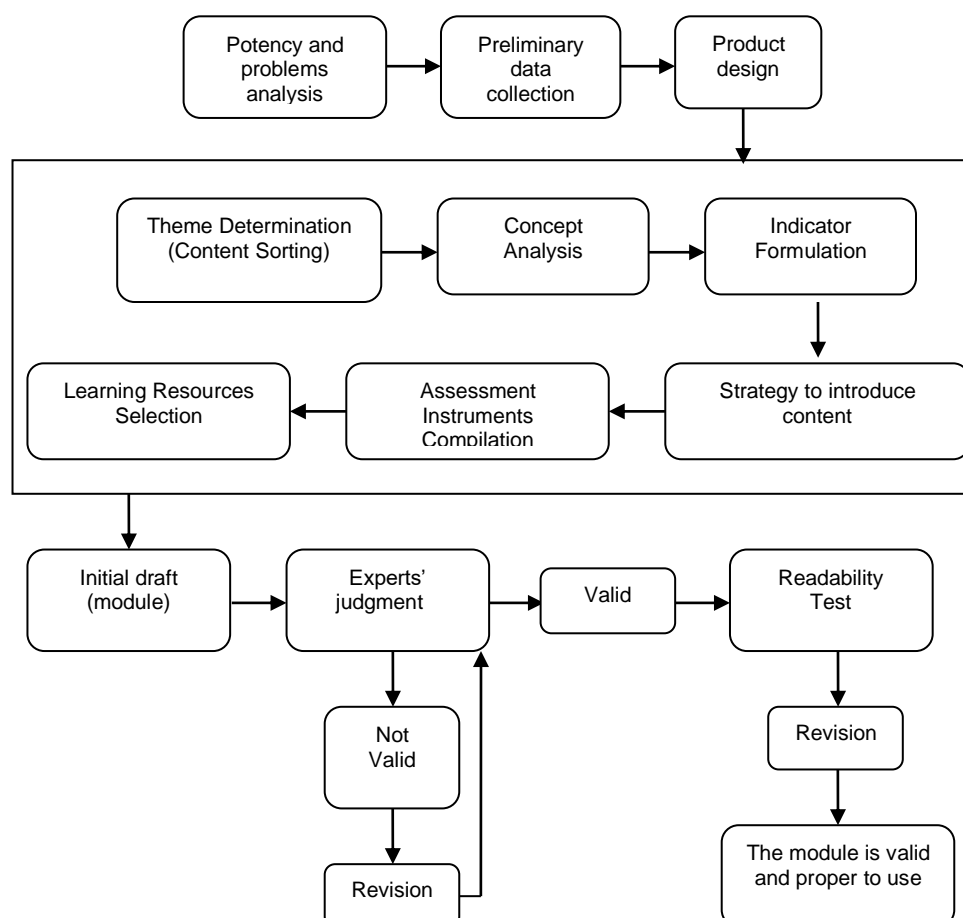 Potency and
problems
analysis
Preliminary
data
collection
Product
design
Theme Determination
(Content Sorting)
Concept
Analysis
Indicator
Formulation
Learning Resources
Selection
Assessment
Instruments
Compilation
Strategy to introduce
content
Initial draft
(module)
Experts'
judgment
Valid
Readability
Test
Not
Valid
Revision
Revision
The module is valid
and proper to use